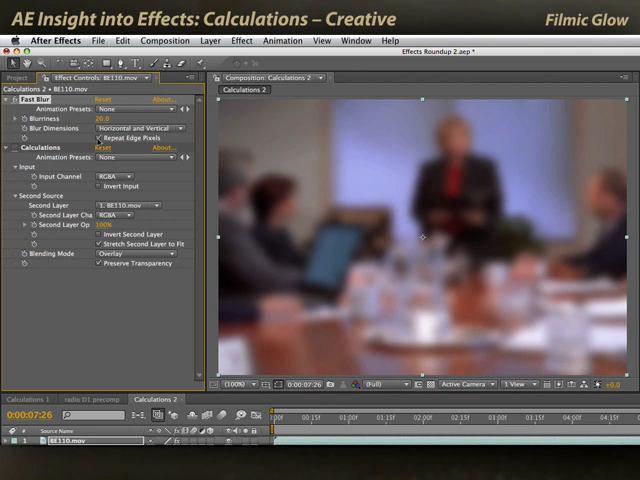 AE Insight into Effects: Calculations – Creative
Filmic Glow
After Effects File Edit Composition Layer Effect Animation View Window Help
Effects Roundup 2.aep *
Project Effect Controls: BE110.mov
Composition: Calculations 2
Calculations 2 • BE110.mov
Calculations 2
Fast Blur Reset About...
Animation Presets: None
Blurriness 20.0
Blur Dimensions Horizontal and Vertical
Repeat Edge Pixels
Calculations Reset About...
Animation Presets: None
Input
Input Channel RGBA
Invert Input
Second Source
Second Layer 1. BE110.mov
Second Layer Cha RGBA
Second Layer Op 100%
Invert Second Layer
Stretch Second Layer to Fit
Blending Mode Overlay
Preserve Transparency
(100%) 0:00:07:26 (Full) Active Camera 1 View +0.0
Calculations 1 radio D1 precomp Calculations 2
0:00:07:26
:00f 00:15f 01:00f 01:15f 02:00f 02:15f 03:00f 03:15f 04:00f 04:15f
# Source Name
1 BE110.mov